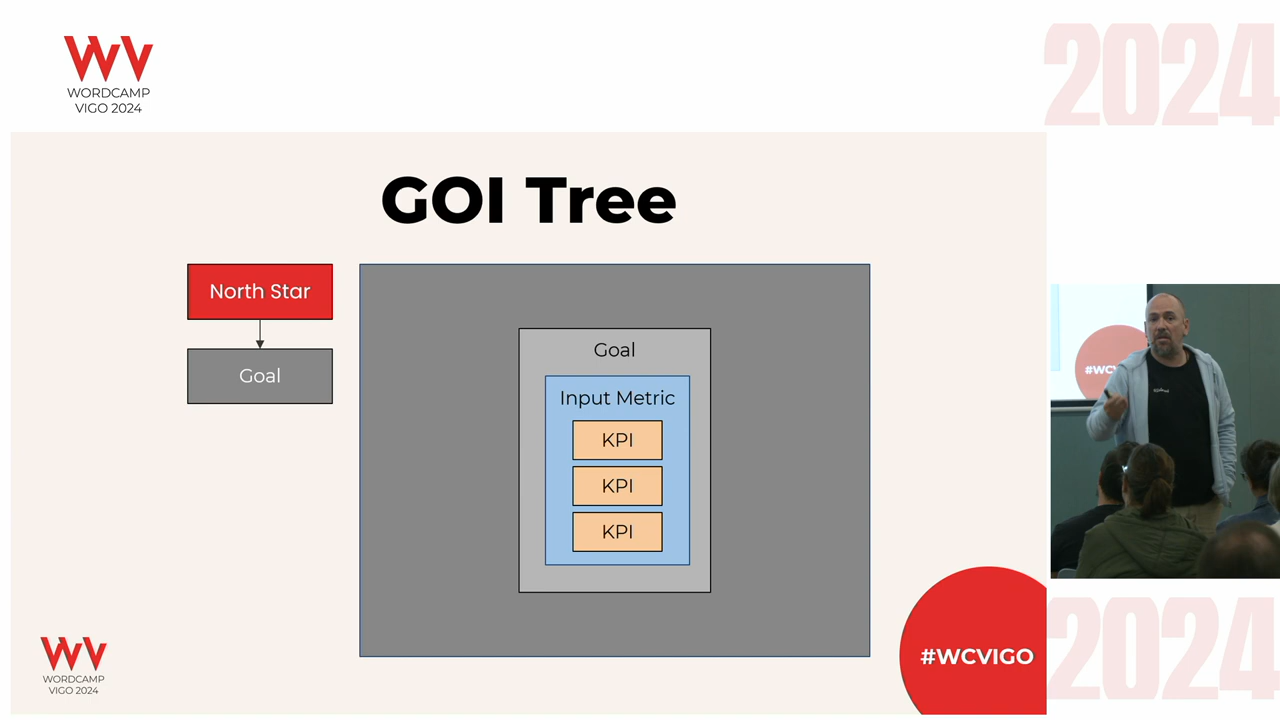 WORDCAMP
VIGO 2024
2024
GOI Tree
North Star
Goal
Goal
Input Metric
KPI
KPI
KPI
#WCVIGO
WORDCAMP
VIGO 2024
2024